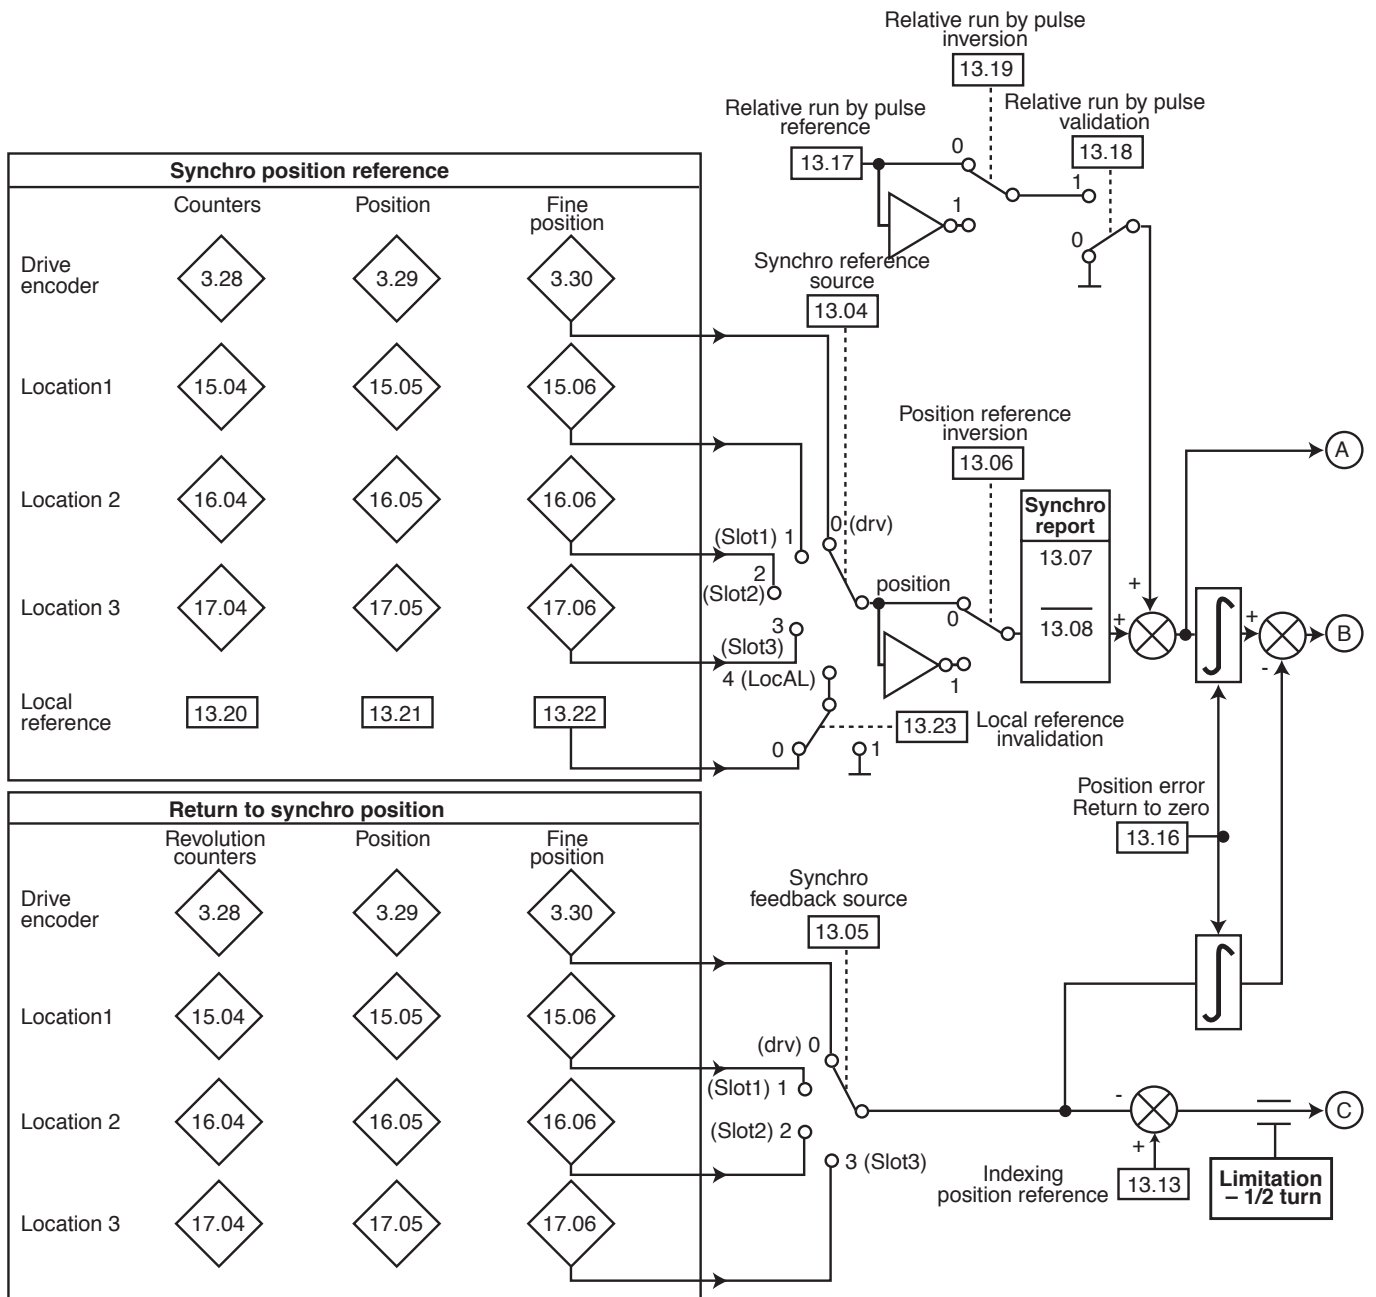 Relative run by pulse
inversion
13.19
Relative run by pulse
reference
13.17
Relative run by pulse
validation
13.18
0
1
1
0
Synchro position reference
Counters
Position
Fine
position
Drive
encoder
3.28
3.29
3.30
Location1
15.04
15.05
15.06
Location 2
16.04
16.05
16.06
Location 3
17.04
17.05
17.06
Local
reference
13.20
13.21
13.22
Synchro reference
source
13.04
0 (drv)
(Slot1) 1
2
(Slot2)
3
(Slot3)
4 (LocAL)
0
1
13.23
Local reference
invalidation
position
0
1
Position reference
inversion
13.06
Synchro
report
13.07
13.08
+
+
+
-
A
B
Position error
Return to zero
13.16
Return to synchro position
Revolution
counters
Position
Fine
position
Drive
encoder
3.28
3.29
3.30
Location1
15.04
15.05
15.06
Location 2
16.04
16.05
16.06
Location 3
17.04
17.05
17.06
Synchro
feedback source
13.05
(drv) 0
(Slot1) 1
(Slot2) 2
3 (Slot3)
-
+
C
Indexing
position reference
13.13
Limitation
– 1/2 turn